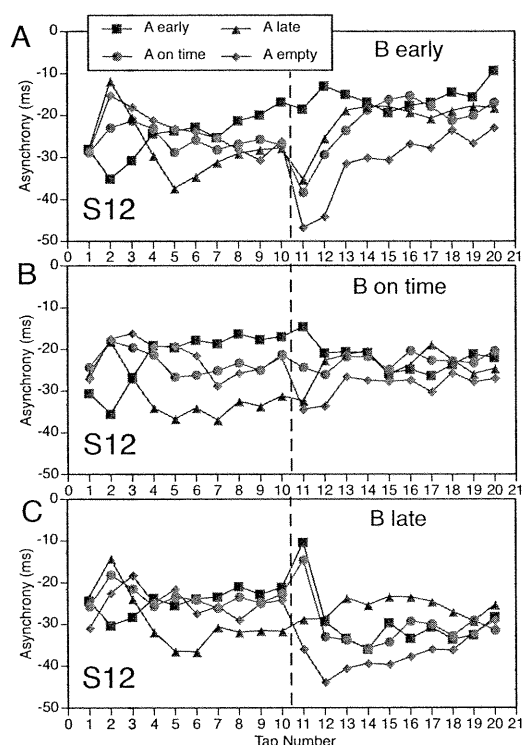 A early A late
A on time A empty
A
B early
0
-10
-20
-30
-40
-50
Asynchrony (ms)
S12
0 1 2 3 4 5 6 7 8 9 10 11 12 13 14 15 16 17 18 19 20 21
B
B on time
0
-10
-20
-30
-40
-50
Asynchrony (ms)
S12
0 1 2 3 4 5 6 7 8 9 10 11 12 13 14 15 16 17 18 19 20 21
C
B late
0
-10
-20
-30
-40
-50
Asynchrony (ms)
S12
0 1 2 3 4 5 6 7 8 9 10 11 12 13 14 15 16 17 18 19 20 21
Tap Number